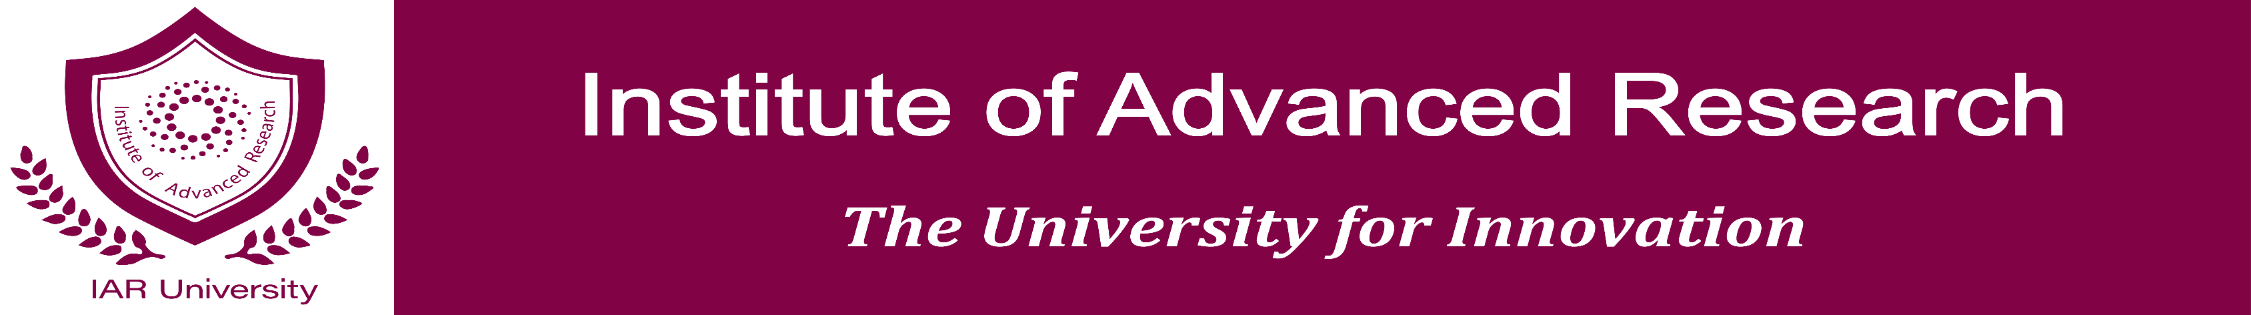 Institute of Advanced Research
IAR University
Institute of Advanced Research
The University for Innovation